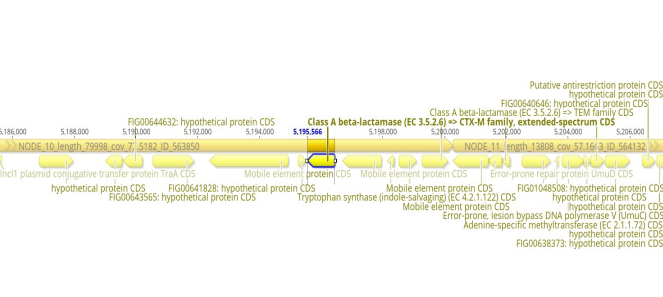 Putative antirestriction protein CDS
hypothetical protein CDS
FIG00640646: hypothetical protein CDS
Class A beta-lactamase (EC 3.5.2.6) => TEM family CDS
FIG00644632: hypothetical protein CDS
Class A beta-lactamase (EC 3.5.2.6) => CTX-M family, extended-spectrum CDS
5,186,000 5,188,000 5,190,000 5,192,000 5,194,000 5,195,566 5,198,000 5,200,000 5,202,000 5,204,000 5,206,000
NODE_10_length_79998_cov_ ID_563850 NODE_11_length_13808_cov_ ID_564132
IncI1 plasmid conjugative transfer protein TraA CDS Mobile element protein CDS Mobile element protein CDS Error-prone repair protein UmuD CDS
hypothetical protein CDS FIG00641828: hypothetical protein CDS Mobile element protein CDS FIG01048508: hypothetical protein CDS
FIG00643565: hypothetical protein CDS Tryptophan synthase (indole-salvaging) (EC 4.2.1.122) CDS hypothetical protein CDS
Mobile element protein CDS hypothetical protein CDS
Error-prone, lesion bypass DNA polymerase V (UmuC) CDS
Adenine-specific methyltransferase (EC 2.1.1.72) CDS
hypothetical protein CDS
FIG00638373: hypothetical protein CDS